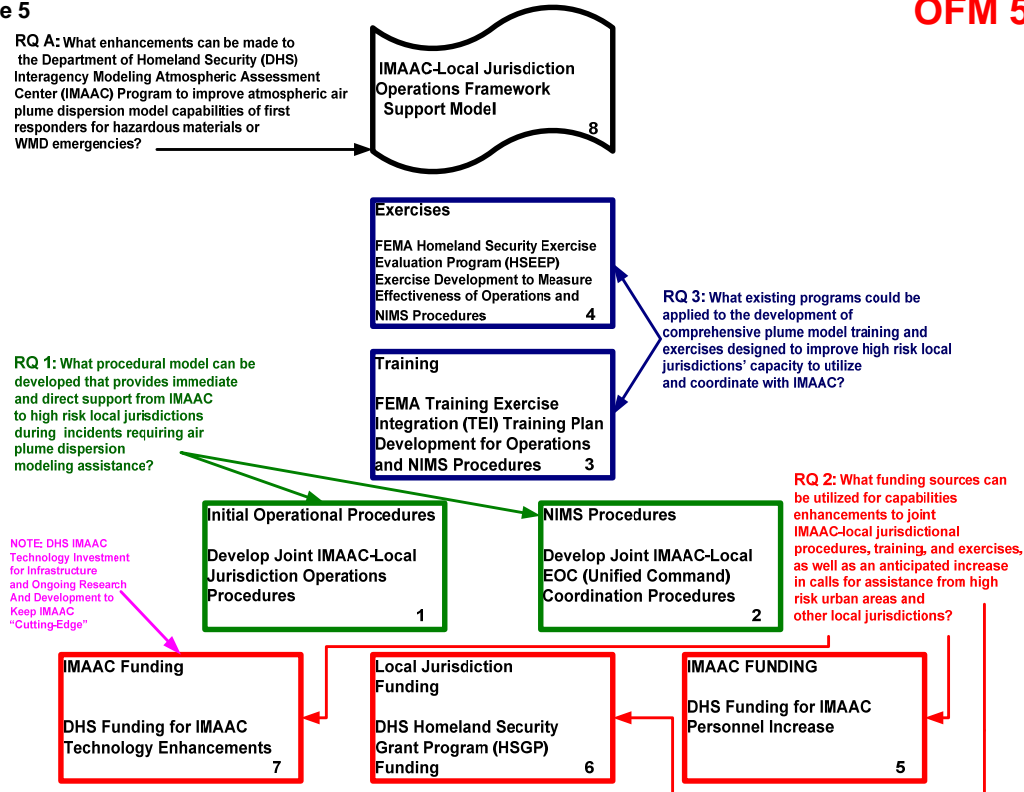 e 5
OFM 5
RQ A: What enhancements can be made to
the Department of Homeland Security (DHS)
Interagency Modeling Atmospheric Assessment
Center (IMAAC) Program to improve atmospheric air
plume dispersion model capabilities of first
responders for hazardous materials or
WMD emergencies?
IMAAC-Local Jurisdiction
Operations Framework
Support Model
8
Exercises
FEMA Homeland Security Exercise
Evaluation Program (HSEEP)
Exercise Development to Measure
Effectiveness of Operations and
NIMS Procedures
4
RQ 3: What existing programs could be
applied to the development of
comprehensive plume model training and
exercises designed to improve high risk local
jurisdictions' capacity to utilize
and coordinate with IMAAC?
Training
FEMA Training Exercise
Integration (TEI) Training Plan
Development for Operations
and NIMS Procedures
3
RQ 1: What procedural model can be
developed that provides immediate
and direct support from IMAAC
to high risk local jurisdictions
during incidents requiring air
plume dispersion
modeling assistance?
RQ 2: What funding sources can
be utilized for capabilities
enhancements to joint
IMAAC-local jurisdictional
procedures, training, and exercises,
as well as an anticipated increase
in calls for assistance from high
risk urban areas and
other local jurisdictions?
Initial Operational Procedures
Develop Joint IMAAC-Local
Jurisdiction Operations
Procedures
1
NIMS Procedures
Develop Joint IMAAC-Local
EOC (Unified Command)
Coordination Procedures
2
NOTE: DHS IMAAC
Technology Investment
for Infrastructure
and Ongoing Research
And Development to
Keep IMAAC
"Cutting-Edge"
IMAAC Funding
DHS Funding for IMAAC
Technology Enhancements
7
Local Jurisdiction
Funding
DHS Homeland Security
Grant Program (HSGP)
Funding
6
IMAAC FUNDING
DHS Funding for IMAAC
Personnel Increase
5